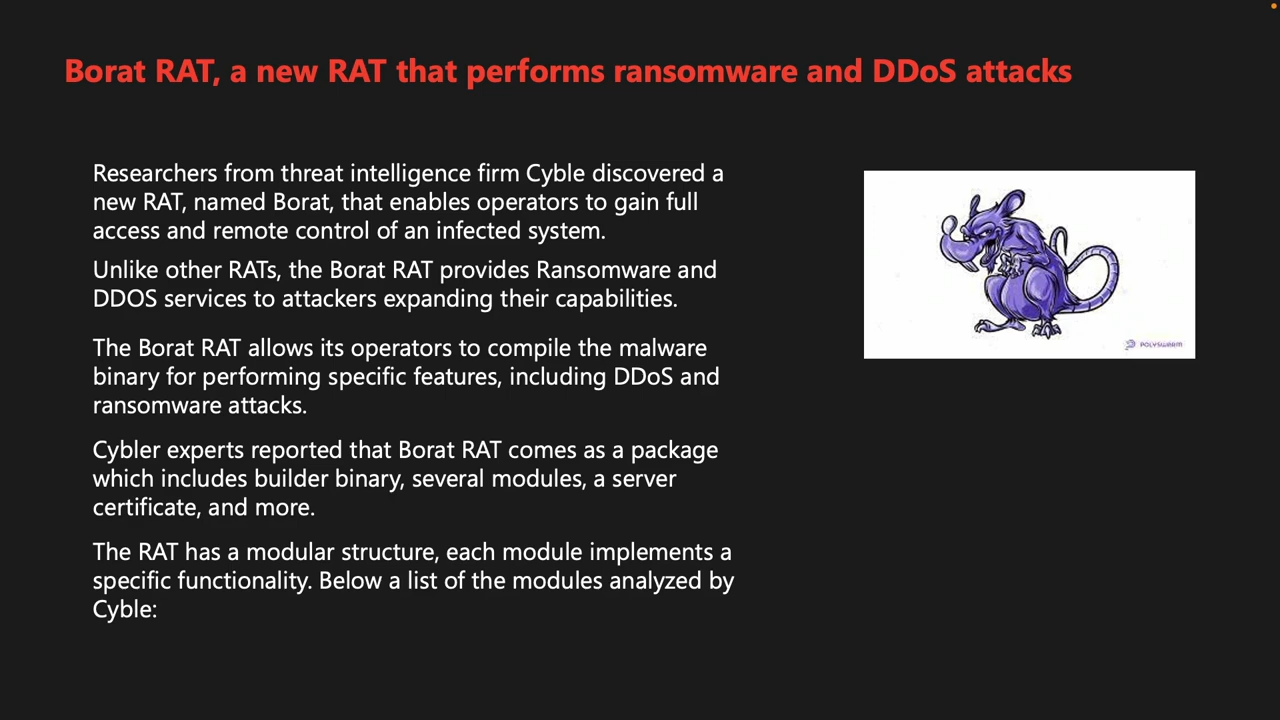 Borat RAT, a new RAT that performs ransomware and DDoS attacks
Researchers from threat intelligence firm Cyble discovered a
new RAT, named Borat, that enables operators to gain full
access and remote control of an infected system.
Unlike other RATs, the Borat RAT provides Ransomware and
DDOS services to attackers expanding their capabilities.
The Borat RAT allows its operators to compile the malware
binary for performing specific features, including DDoS and
ransomware attacks.
Cybler experts reported that Borat RAT comes as a package
which includes builder binary, several modules, a server
certificate, and more.
The RAT has a modular structure, each module implements a
specific functionality. Below a list of the modules analyzed by
Cyble:
POLYSWARM